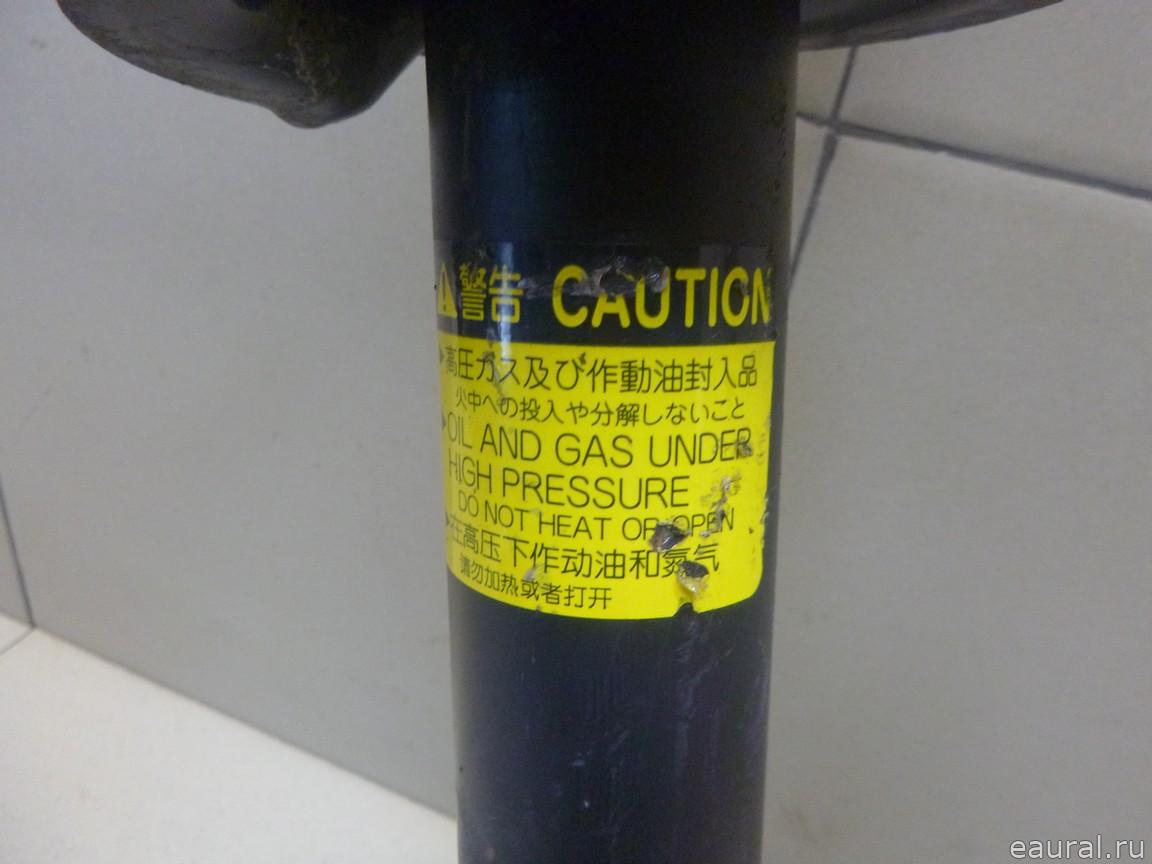 警告 CAUTION
高圧ガス及び作動油封入品
火中への投入や分解しないこと
OIL AND GAS UNDER
HIGH PRESSURE
DO NOT HEAT OR OPEN
在高压下作动油和氮气
请勿加热或者打开
eaural.ru